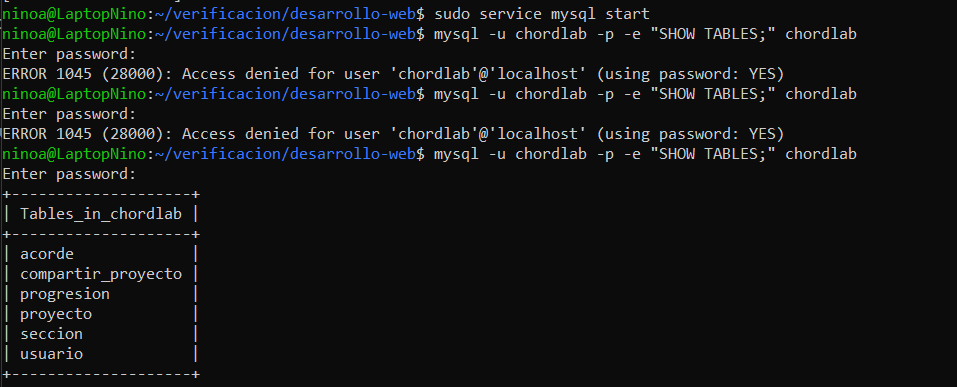 ninoa@LaptopNino:~/verificacion/desarrollo-web$ sudo service mysql start
ninoa@LaptopNino:~/verificacion/desarrollo-web$ mysql -u chordlab -p -e "SHOW TABLES;" chordlab
Enter password:
ERROR 1045 (28000): Access denied for user 'chordlab'@'localhost' (using password: YES)
ninoa@LaptopNino:~/verificacion/desarrollo-web$ mysql -u chordlab -p -e "SHOW TABLES;" chordlab
Enter password:
ERROR 1045 (28000): Access denied for user 'chordlab'@'localhost' (using password: YES)
ninoa@LaptopNino:~/verificacion/desarrollo-web$ mysql -u chordlab -p -e "SHOW TABLES;" chordlab
Enter password:
+--------------------+
| Tables_in_chordlab |
+--------------------+
| acorde             |
| compartir_proyecto |
| progresion         |
| proyecto           |
| seccion            |
| usuario            |
+--------------------+